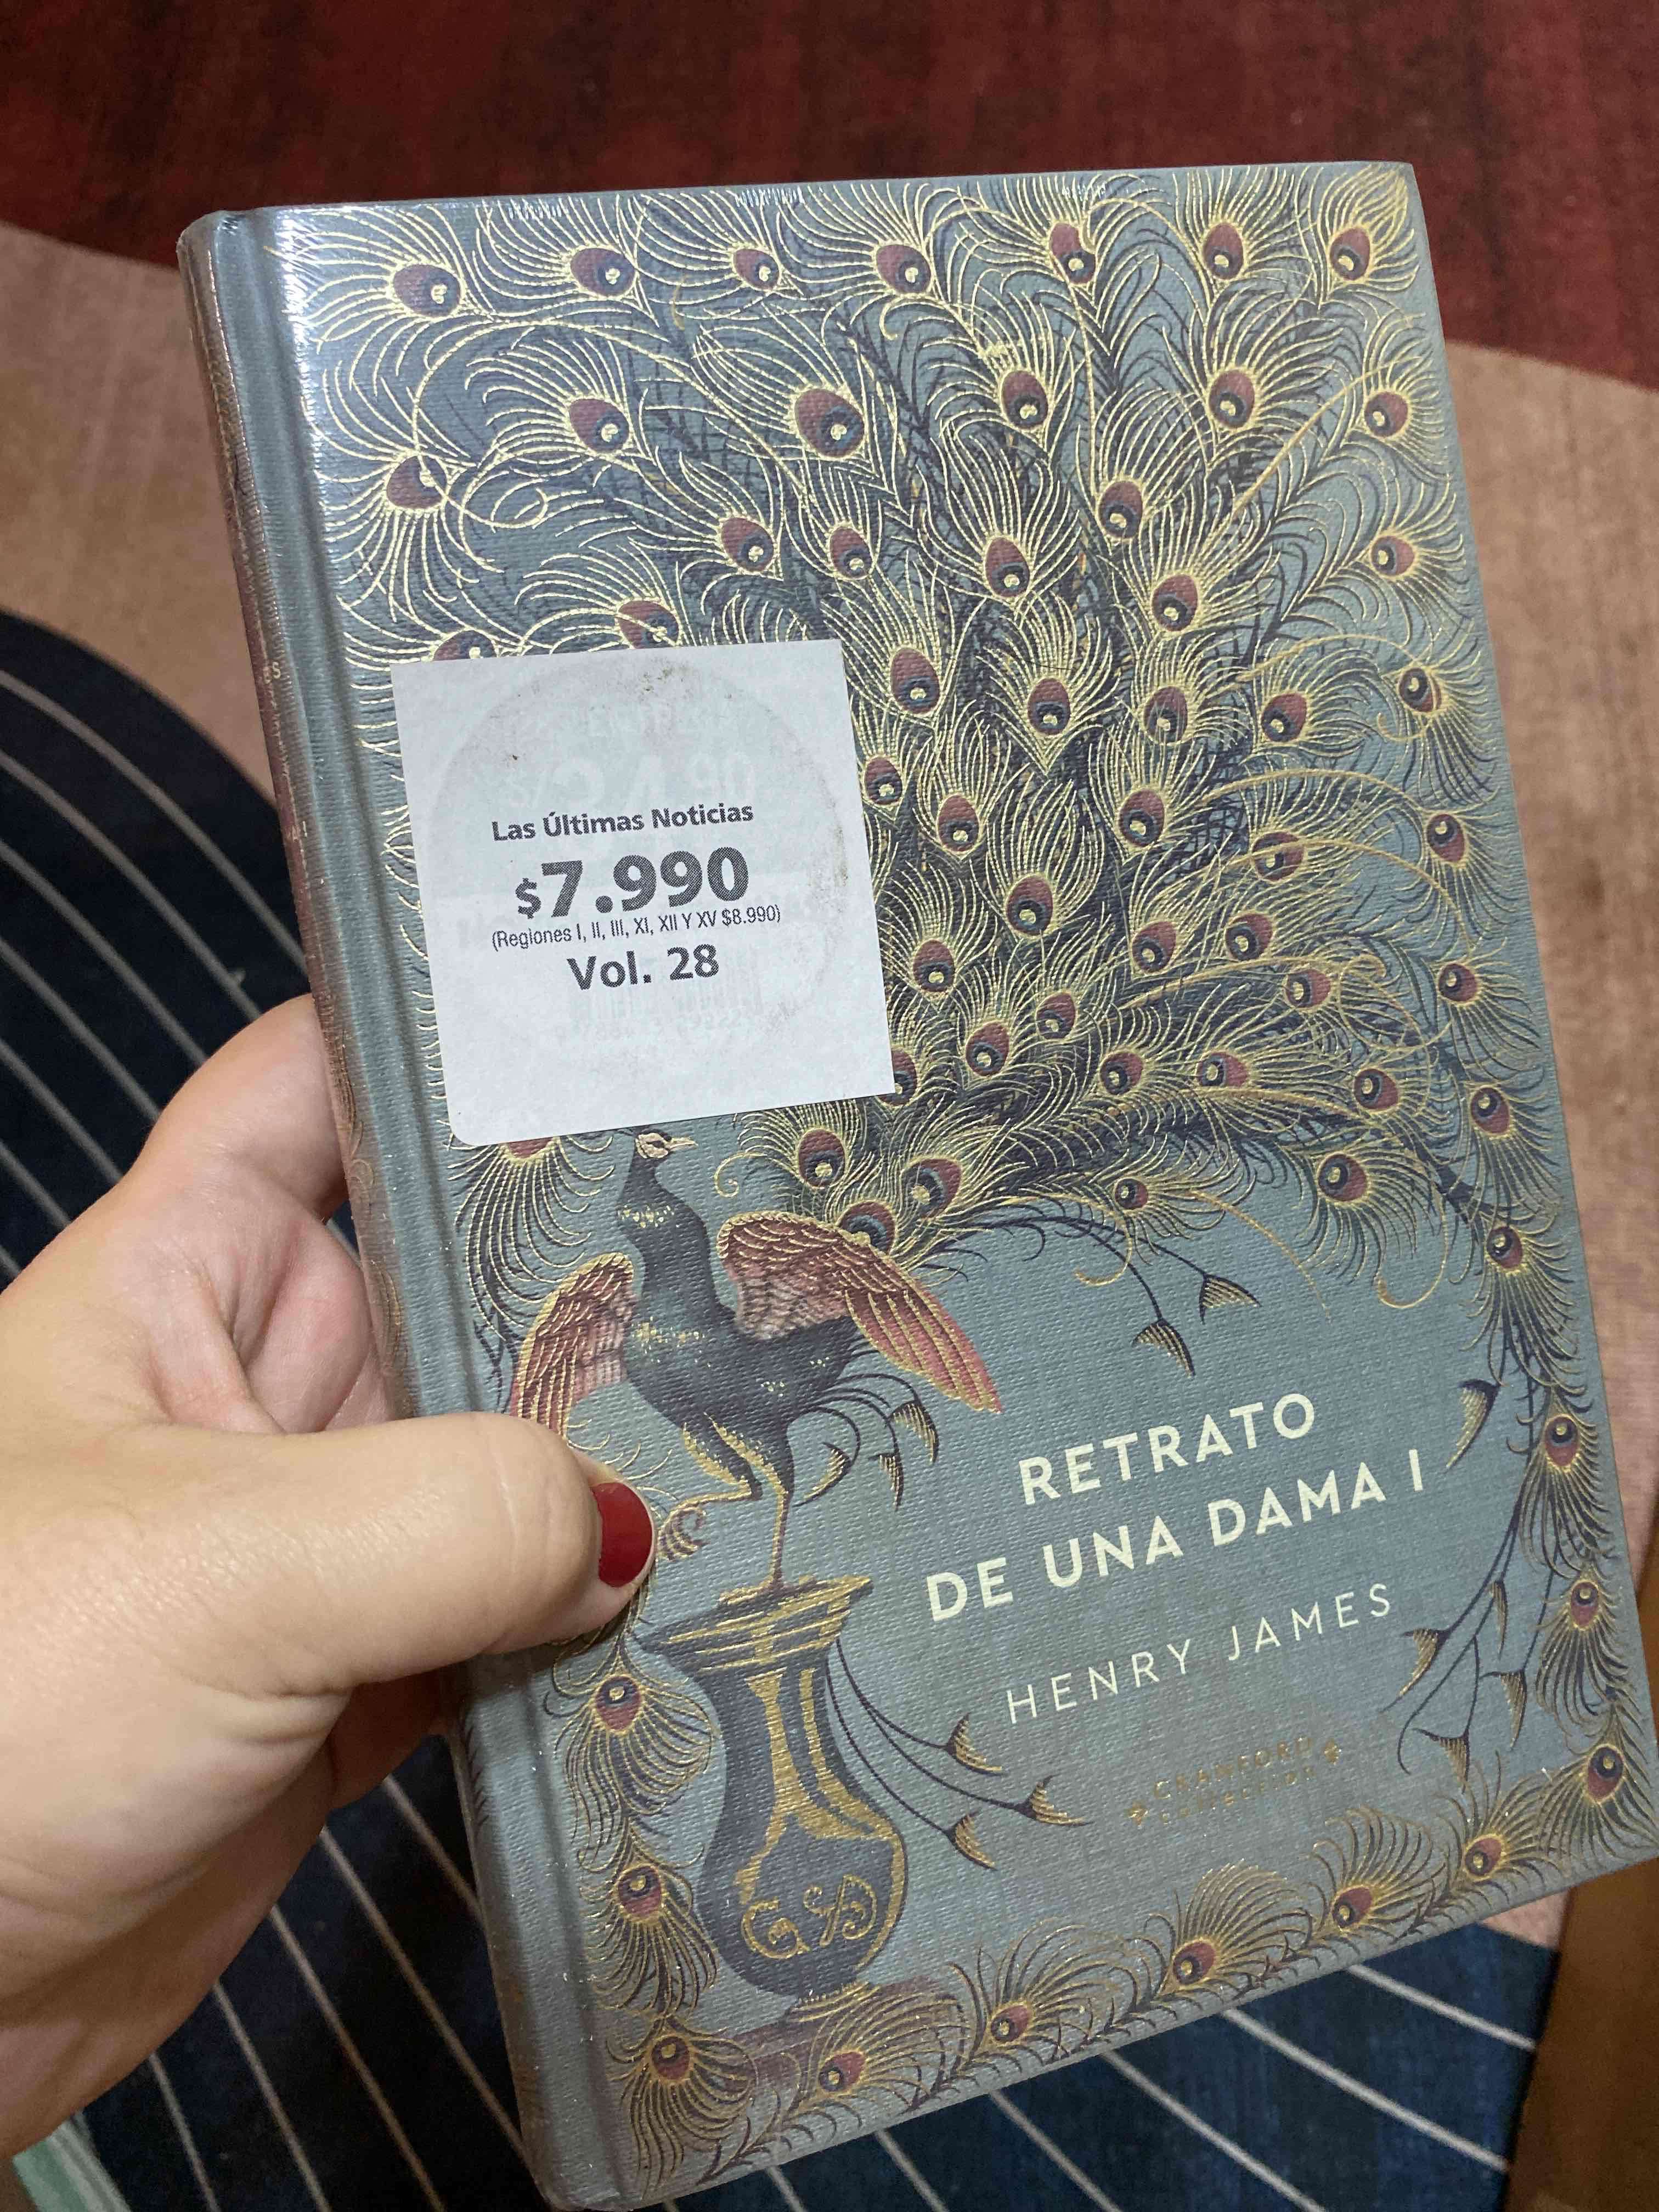 Las Últimas Noticias
$7.990
(Regiones I, II, III, XI, XII Y XV $8.990)
Vol. 28
RETRATO
DE UNA DAMA I
HENRY JAMES
CRANFORD